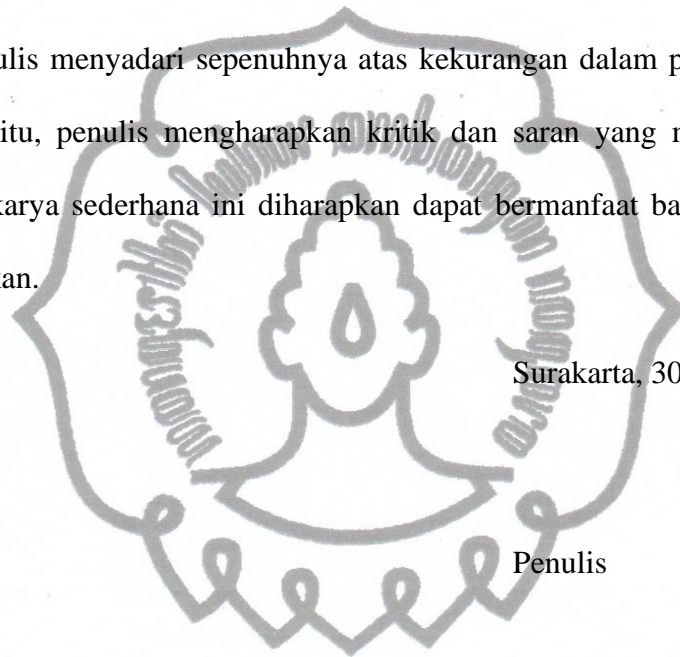 ulis menyadari sepenuhnya atas kekurangan dalam p
itu, penulis mengharapkan kritik dan saran yang m
karya sederhana ini diharapkan dapat bermanfaat ba
kan.
Surakarta, 30
Penulis